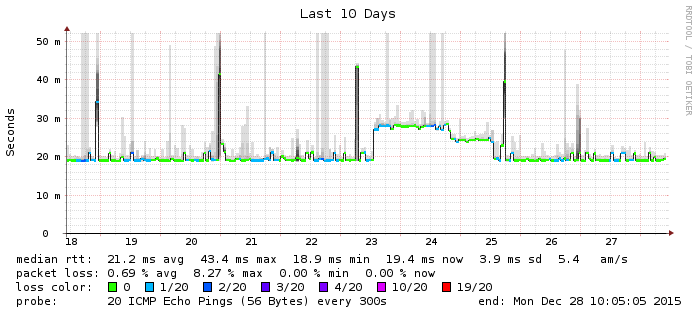 Last 10 Days
RRDTOOL / TOBI OETIKER
Seconds
50 m
40 m
30 m
20 m
10 m
0
18 19 20 21 22 23 24 25 26 27
median rtt: 21.2 ms avg 43.4 ms max 18.9 ms min 19.4 ms now 3.9 ms sd 5.4 am/s
packet loss: 0.69 % avg 8.27 % max 0.00 % min 0.00 % now
loss color: 0 1/20 2/20 3/20 4/20 10/20 19/20
probe: 20 ICMP Echo Pings (56 Bytes) every 300s end: Mon Dec 28 10:05:05 2015